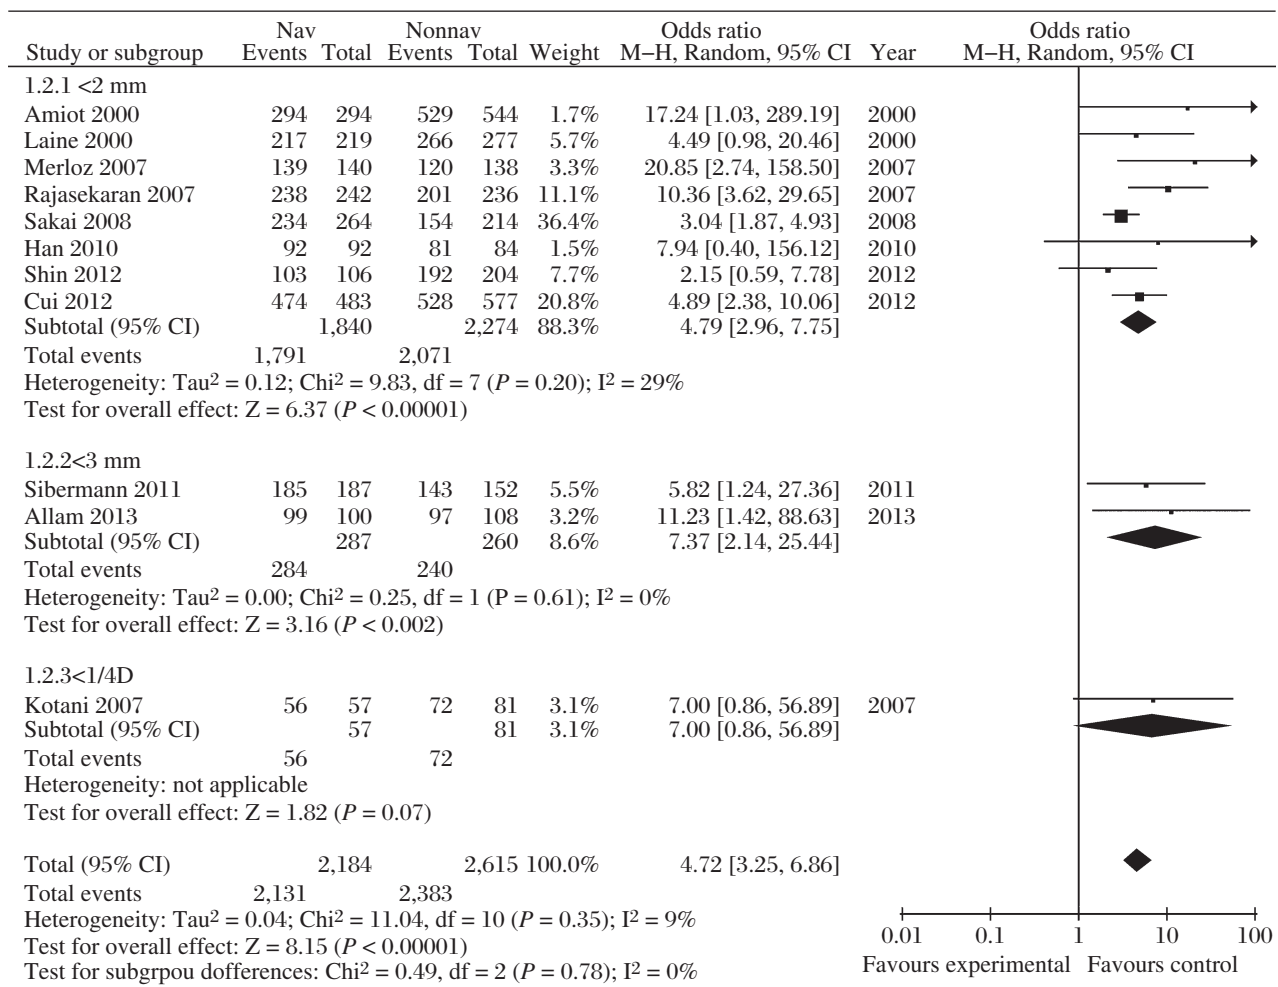 Nav Nonnav Odds ratio Odds ratio
Study or subgroup Events Total Events Total Weight M−H, Random, 95% CI Year M−H, Random, 95% CI
1.2.1 <2 mm
Amiot 2000 294 294 529 544 1.7% 17.24 [1.03, 289.19] 2000
Laine 2000 217 219 266 277 5.7% 4.49 [0.98, 20.46] 2000
Merloz 2007 139 140 120 138 3.3% 20.85 [2.74, 158.50] 2007
Rajasekaran 2007 238 242 201 236 11.1% 10.36 [3.62, 29.65] 2007
Sakai 2008 234 264 154 214 36.4% 3.04 [1.87, 4.93] 2008
Han 2010 92 92 81 84 1.5% 7.94 [0.40, 156.12] 2010
Shin 2012 103 106 192 204 7.7% 2.15 [0.59, 7.78] 2012
Cui 2012 474 483 528 577 20.8% 4.89 [2.38, 10.06] 2012
Subtotal (95% CI) 1,840 2,274 88.3% 4.79 [2.96, 7.75]
Total events 1,791 2,071
Heterogeneity: Tau² = 0.12; Chi² = 9.83, df = 7 (P = 0.20); I² = 29%
Test for overall effect: Z = 6.37 (P < 0.00001)
1.2.2<3 mm
Sibermann 2011 185 187 143 152 5.5% 5.82 [1.24, 27.36] 2011
Allam 2013 99 100 97 108 3.2% 11.23 [1.42, 88.63] 2013
Subtotal (95% CI) 287 260 8.6% 7.37 [2.14, 25.44]
Total events 284 240
Heterogeneity: Tau² = 0.00; Chi² = 0.25, df = 1 (P = 0.61); I² = 0%
Test for overall effect: Z = 3.16 (P < 0.002)
1.2.3<1/4D
Kotani 2007 56 57 72 81 3.1% 7.00 [0.86, 56.89] 2007
Subtotal (95% CI) 57 81 3.1% 7.00 [0.86, 56.89]
Total events 56 72
Heterogeneity: not applicable
Test for overall effect: Z = 1.82 (P = 0.07)
Total (95% CI) 2,184 2,615 100.0% 4.72 [3.25, 6.86]
Total events 2,131 2,383
Heterogeneity: Tau² = 0.04; Chi² = 11.04, df = 10 (P = 0.35); I² = 9%
Test for overall effect: Z = 8.15 (P < 0.00001)
Test for subgrpou dofferences: Chi² = 0.49, df = 2 (P = 0.78); I² = 0%
0.01 0.1 1 10 100
Favours experimental Favours control